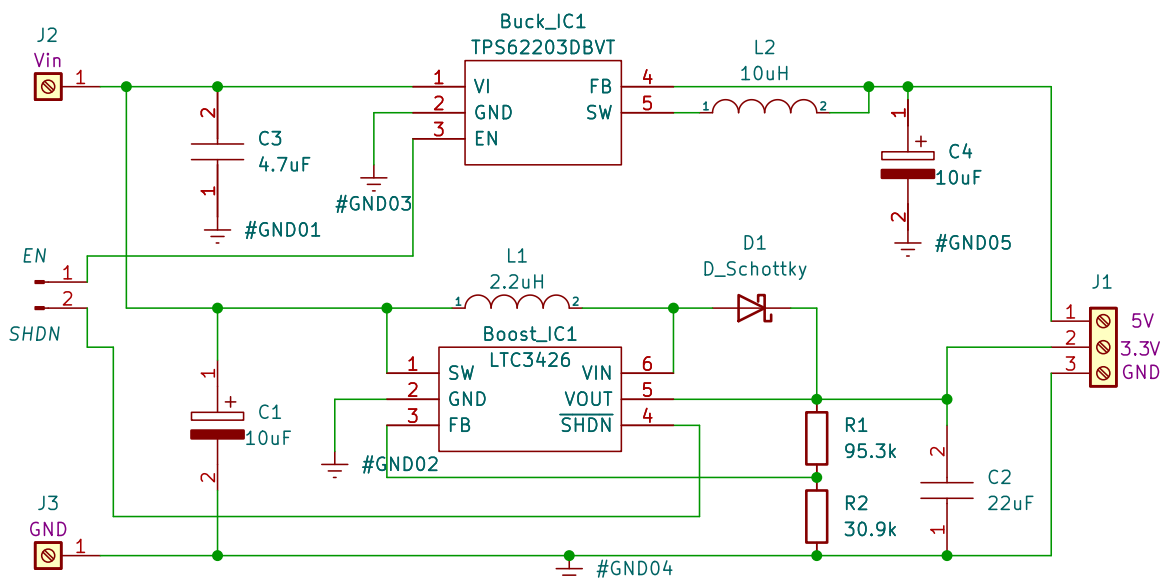 Buck_IC1
TPS62203DBVT
J2
Vin
1
1
VI
2
GND
3
EN
FB
4
SW
5
L2
10uH
1
2
2
C3
4.7uF
1
#GND01
#GND03
1
+
C4
10uF
2
#GND05
EN
1
2
SHDN
L1
2.2uH
1
2
D1
D_Schottky
Boost_IC1
LTC3426
1
SW
2
GND
3
FB
VIN
6
VOUT
5
SHDN
4
#GND02
J1
1
5V
2
3.3V
3
GND
1
+
C1
10uF
2
R1
95.3k
R2
30.9k
2
C2
22uF
1
J3
GND
1
#GND04